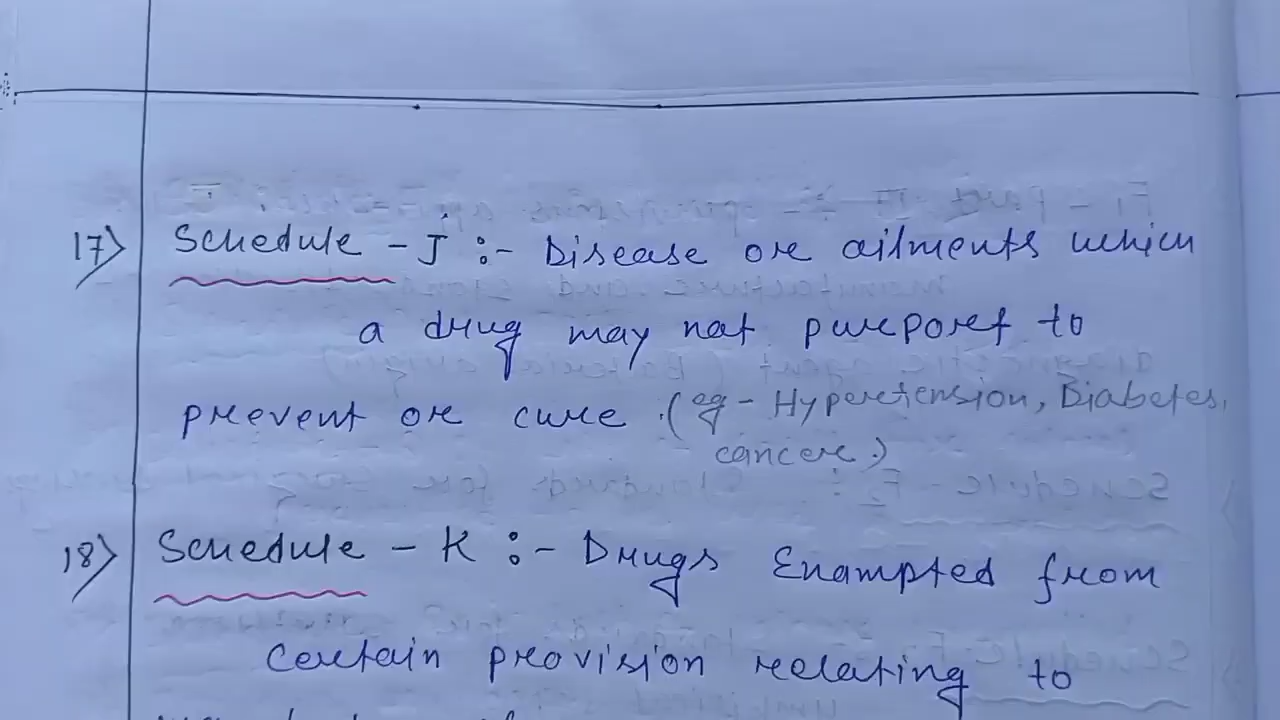 17) Schedule - J :- Disease or ailments which
a drug may not purport to
prevent or cure. (eg - Hypertension, Diabetes,
cancer.)
18) Schedule - K :- Drugs Enampted from
Certain provision relating to